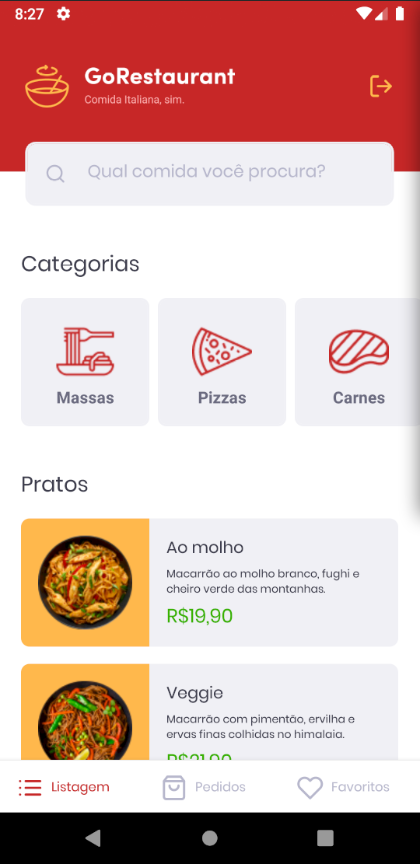 8:27
GoRestaurant
Comida Italiana, sim.
Qual comida você procura?
Categorias
Massas
Pizzas
Carnes
Pratos
Ao molho
Macarrão ao molho branco, fughi e
cheiro verde das montanhas.
R$19,90
Veggie
Macarrão com pimentão, ervilha e
ervas finas colhidas no himalaia.
R$21,90
Listagem
Pedidos
Favoritos